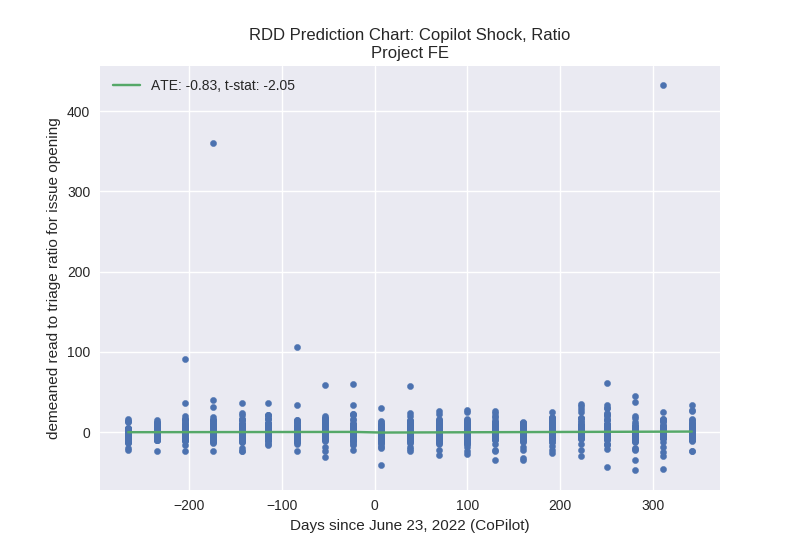 RDD Prediction Chart: Copilot Shock, Ratio
Project FE
ATE: -0.83, t-stat: -2.05
demeaned read to triage ratio for issue opening
400
300
200
100
0
−200
−100
0
100
200
300
Days since June 23, 2022 (CoPilot)